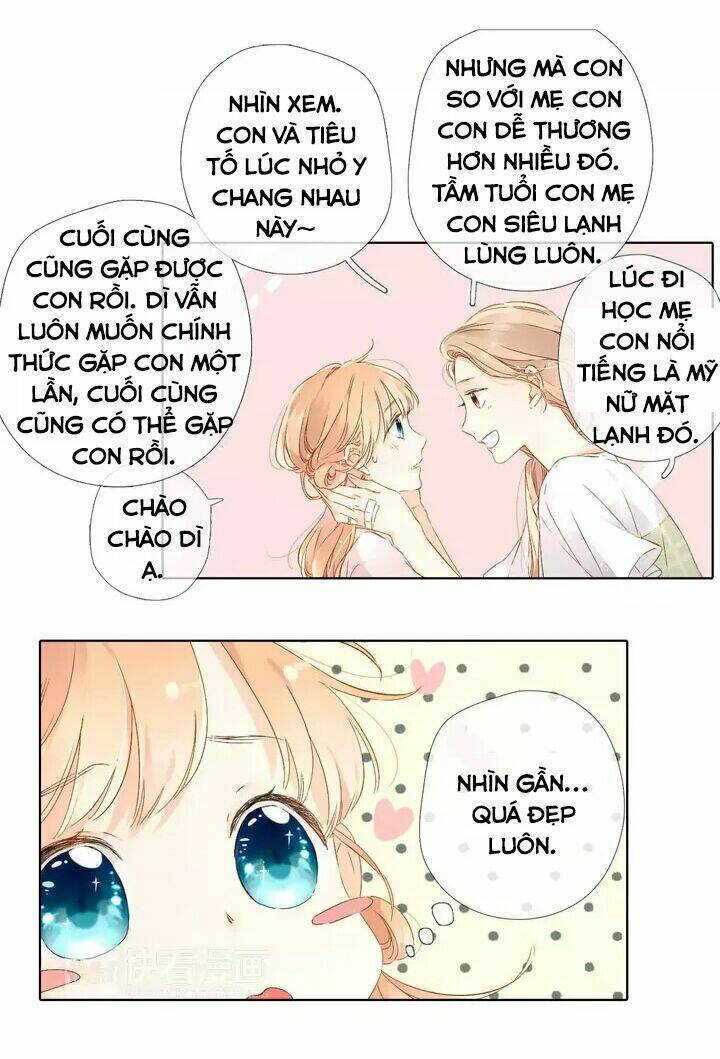 NHÌN XEM.
CON VÀ TIÊU
TỐ LÚC NHỎ Y
CHANG NHAU
NÀY~
NHƯNG MÀ CON
SO VỚI MẸ CON
CON DỄ THƯƠNG
HƠN NHIỀU ĐÓ.
TẦM TUỔI CON MẸ
CON SIÊU LẠNH
LÙNG LUÔN.
CUỐI CÙNG
CŨNG GẶP ĐƯỢC
CON RỒI. DÌ VẪN
LUÔN MUỐN CHÍNH
THỨC GẶP CON MỘT
LẦN, CUỐI CÙNG
CŨNG CÓ THỂ GẶP
CON RỒI.
LÚC ĐI
HỌC MẸ
CON NỔI
TIẾNG LÀ MỸ
NỮ MẶT
LẠNH ĐÓ.
CHÀO
CHÀO DÌ
Ạ.
NHÌN GẦN...
QUÁ ĐẸP
LUÔN.
快看漫画